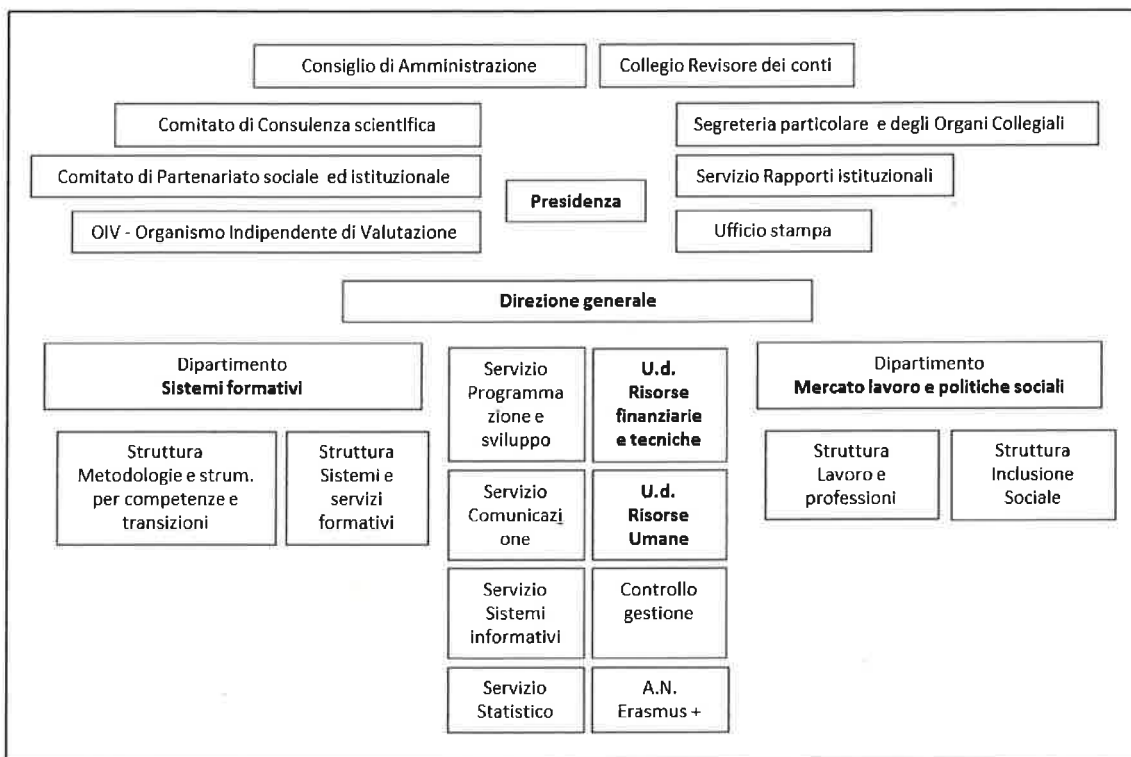 Consiglio di Amministrazione
Collegio Revisore dei conti
Comitato di Consulenza scientifica
Segreteria particolare e degli Organi Collegiali
Comitato di Partenariato sociale ed istituzionale
Servizio Rapporti istituzionali
Presidenza
OIV - Organismo Indipendente di Valutazione
Ufficio stampa
Direzione generale
Dipartimento
Sistemi formativi
Struttura
Metodologie e strum.
per competenze e
transizioni
Struttura
Sistemi e
servizi
formativi
Servizio
Programma
zione e
sviluppo
U.d.
Risorse
finanziarie
e tecniche
Servizio
Comunicazi
one
U.d.
Risorse
Umane
Servizio
Sistemi
informativi
Controllo
gestione
Servizio
Statistico
A.N.
Erasmus +
Dipartimento
Mercato lavoro e politiche sociali
Struttura
Lavoro e
professioni
Struttura
Inclusione
Sociale